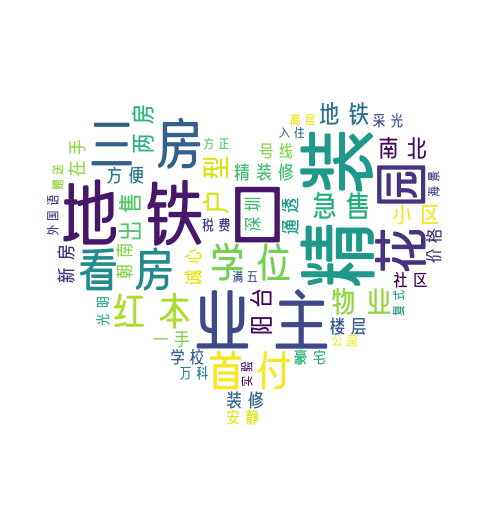 地铁口
精装
业主
三房
看房
花园
学位
首付
红本
户型
急售
物业
出售
两房
地铁
南北
小区
阳台
精装修
深圳
通透
方便
在手
朝南
新房
诚心
号线
税费
满五
方正
高层
入住
采光
海景
价格
社区
复式
楼层
公园
豪宅
实验
学校
万科
一手
装修
安静
光明
外国语
赠送